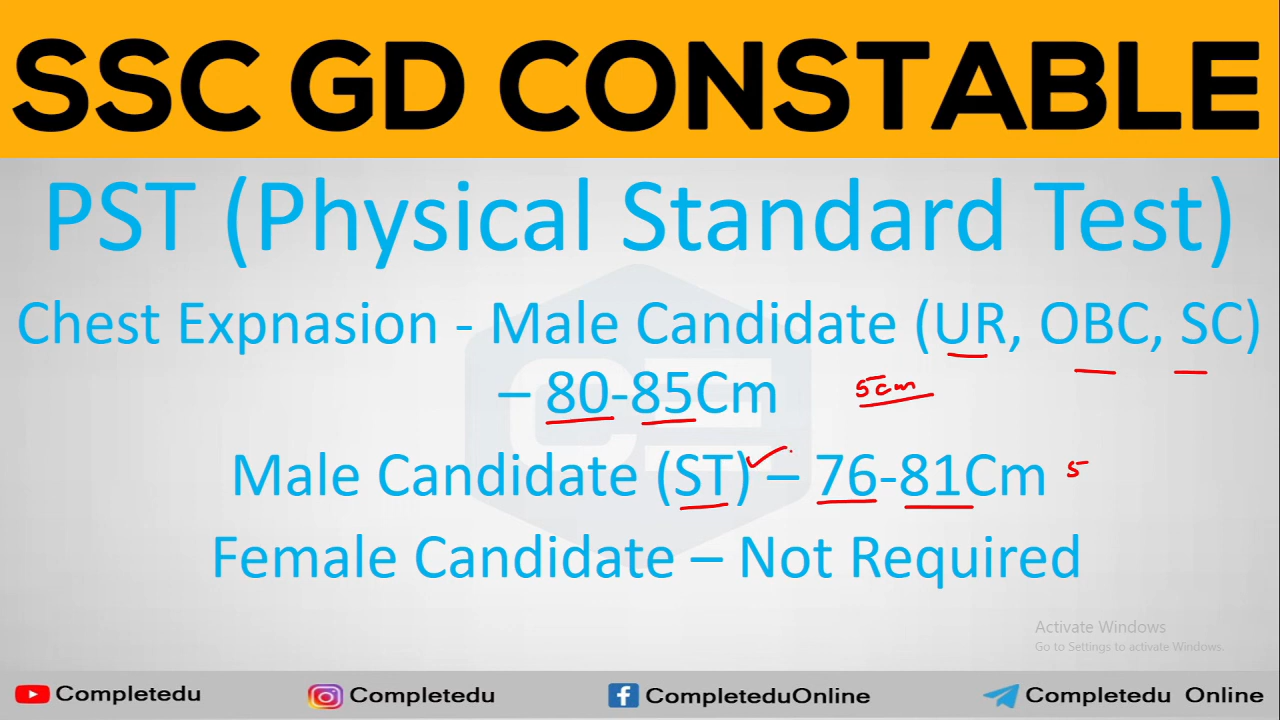 SSC GD CONSTABLE
PST (Physical Standard Test)
Chest Expnasion - Male Candidate (UR, OBC, SC)
– 80-85Cm 5cm
Male Candidate (ST) – 76-81Cm 5
Female Candidate – Not Required
Activate Windows
Go to Settings to activate Windows.
Completedu Completedu CompleteduOnline Completedu Online